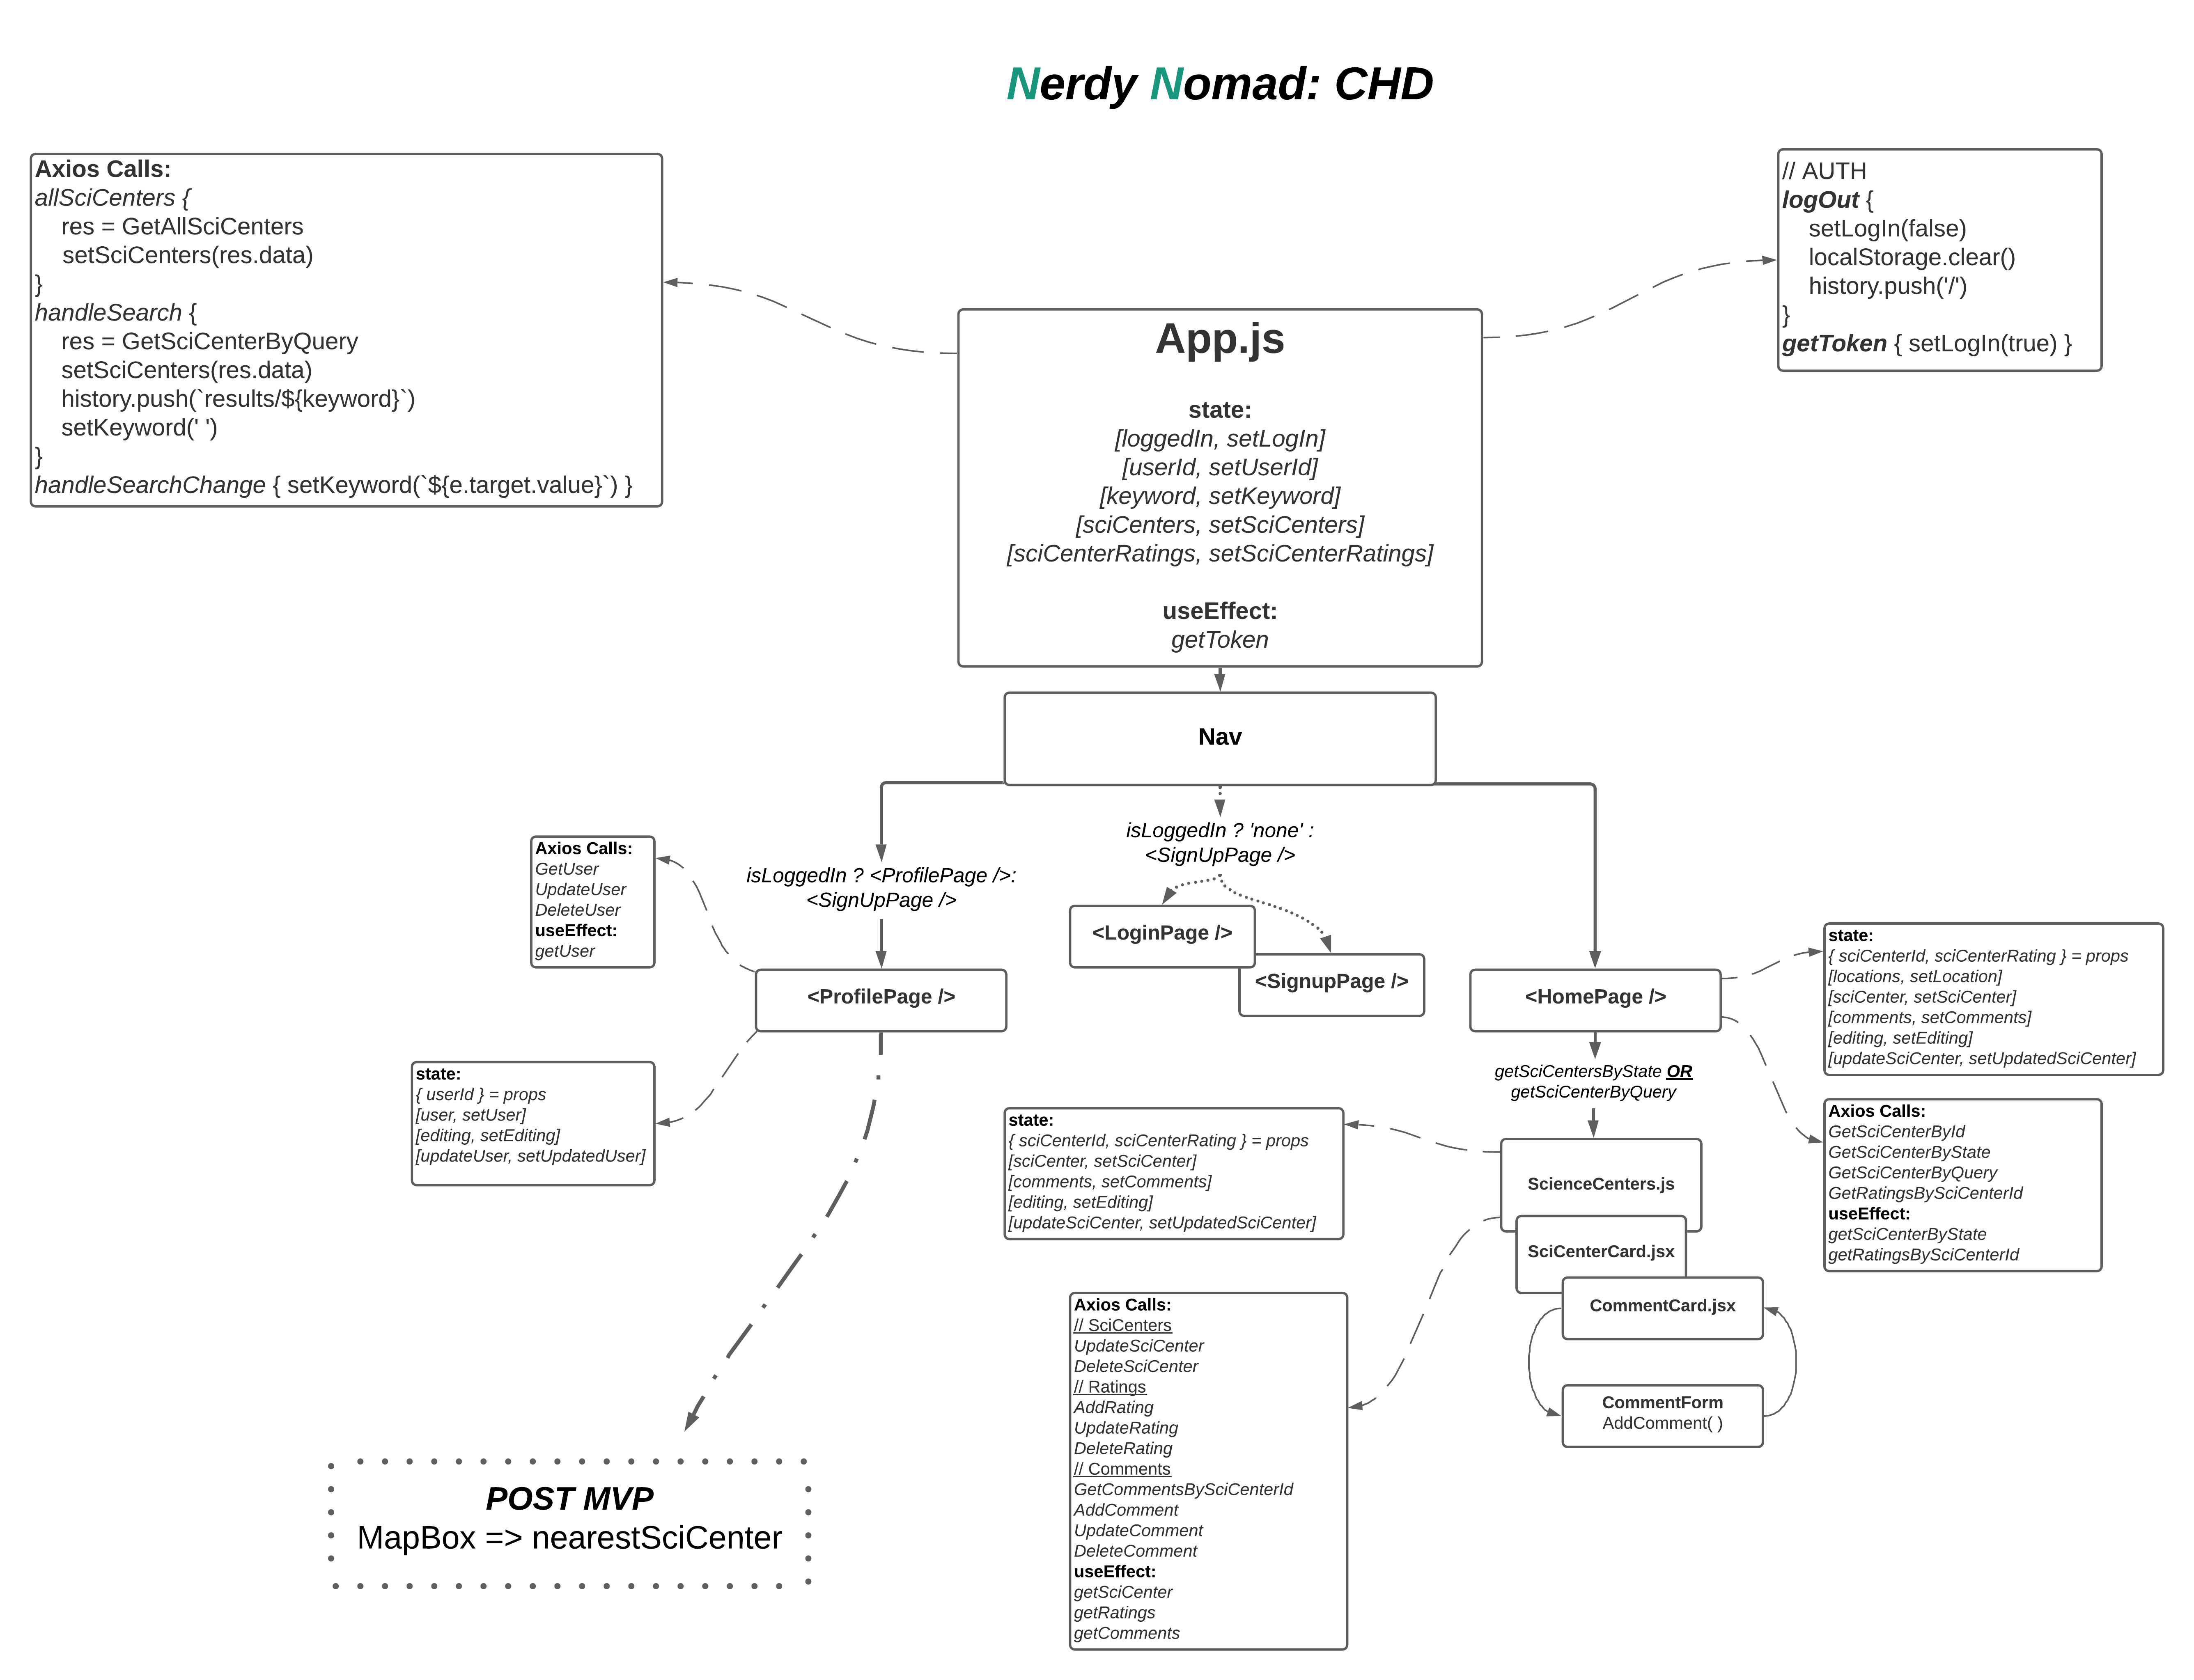 Nerdy Nomad: CHD
Axios Calls:
allSciCenters {
res = GetAllSciCenters
setSciCenters(res.data)
}
handleSearch {
res = GetSciCenterByQuery
setSciCenters(res.data)
history.push(`results/${keyword}`)
setKeyword(' ')
}
handleSearchChange { setKeyword(`${e.target.value}`) }
// AUTH
logOut {
setLogIn(false)
localStorage.clear()
history.push('/')
}
getToken { setLogIn(true) }
App.js
state:
[loggedIn, setLogIn]
[userId, setUserId]
[keyword, setKeyword]
[sciCenters, setSciCenters]
[sciCenterRatings, setSciCenterRatings]
useEffect:
getToken
Nav
isLoggedIn ? <ProfilePage />:
<SignUpPage />
isLoggedIn ? 'none' :
<SignUpPage />
Axios Calls:
GetUser
UpdateUser
DeleteUser
useEffect:
getUser
<ProfilePage />
<LoginPage />
<SignupPage />
<HomePage />
state:
{ sciCenterId, sciCenterRating } = props
[locations, setLocation]
[sciCenter, setSciCenter]
[comments, setComments]
[editing, setEditing]
[updateSciCenter, setUpdatedSciCenter]
state:
{ userId } = props
[user, setUser]
[editing, setEditing]
[updateUser, setUpdatedUser]
getSciCentersByState OR
getSciCenterByQuery
Axios Calls:
GetSciCenterById
GetSciCenterByState
GetSciCenterByQuery
GetRatingsBySciCenterId
useEffect:
getSciCenterByState
getRatingsBySciCenterId
state:
{ sciCenterId, sciCenterRating } = props
[sciCenter, setSciCenter]
[comments, setComments]
[editing, setEditing]
[updateSciCenter, setUpdatedSciCenter]
ScienceCenters.js
SciCenterCard.jsx
CommentCard.jsx
CommentForm
AddComment( )
Axios Calls:
// SciCenters
UpdateSciCenter
DeleteSciCenter
// Ratings
AddRating
UpdateRating
DeleteRating
// Comments
GetCommentsBySciCenterId
AddComment
UpdateComment
DeleteComment
useEffect:
getSciCenter
getRatings
getComments
POST MVP
MapBox => nearestSciCenter